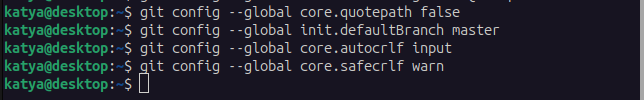 katya@desktop:~$ git config --global core.quotepath false
katya@desktop:~$ git config --global init.defaultBranch master
katya@desktop:~$ git config --global core.autocrlf input
katya@desktop:~$ git config --global core.safecrlf warn
katya@desktop:~$